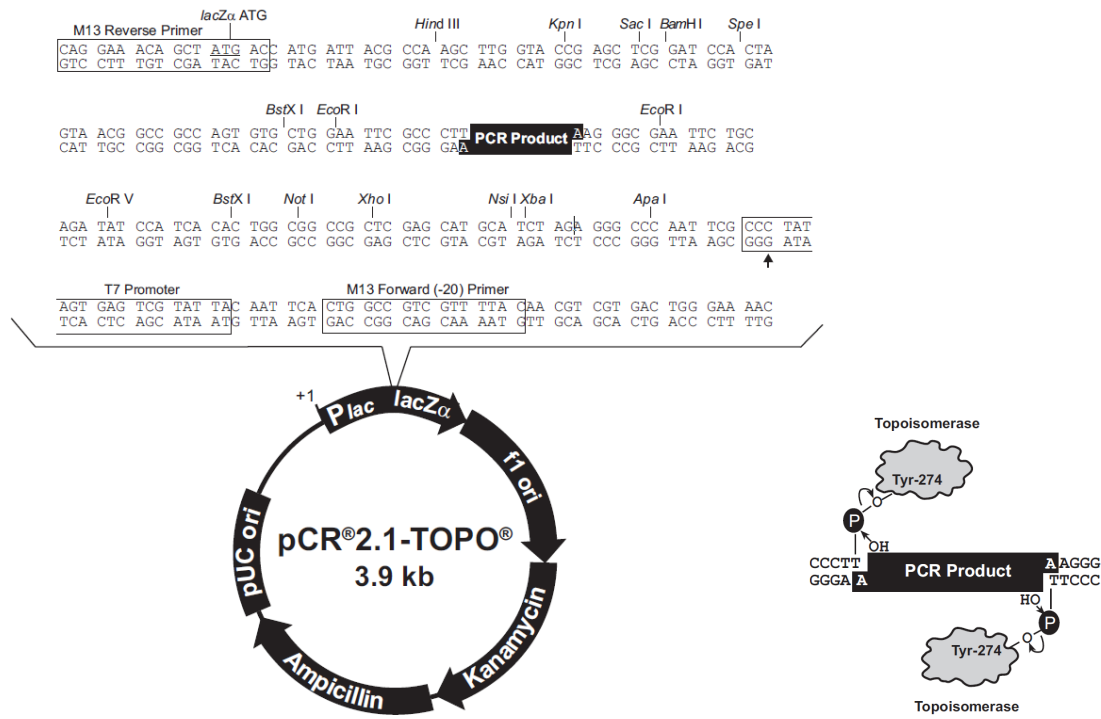 lacZα ATG
M13 Reverse Primer
Hind III Kpn I Sac I BamH I Spe I
CAG GAA ACA GCT ATG ACC ATG ATT ACG CCA AGC TTG GTA CCG AGC TCG GAT CCA CTA
GTC CTT TGT CGA TAC TGG TAC TAA TGC GGT TCG AAC CAT GGC TCG AGC CTA GGT GAT
BstX I EcoR I EcoR I
GTA ACG GCC GCC AGT GTG CTG GAA TTC GCC CTT PCR Product AAG GGC GAA TTC TGC
CAT TGC CGG CGG TCA CAC GAC CTT AAG CGG GAA TTC CCG CTT AAG ACG
EcoR V BstX I Not I Xho I Nsi I Xba I Apa I
AGA TAT CCA TCA CAC TGG CGG CCG CTC GAG CAT GCA TCT AGA GGG CCC AAT TCG CCC TAT
TCT ATA GGT AGT GTG ACC GCC GGC GAG CTC GTA CGT AGA TCT CCC GGG TTA AGC GGG ATA
T7 Promoter M13 Forward (-20) Primer
AGT GAG TCG TAT TAC AAT TCA CTG GCC GTC GTT TTA CAA CGT CGT GAC TGG GAA AAC
TCA CTC AGC ATA ATG TTA AGT GAC CGG CAG CAA AAT GTT GCA GCA CTG ACC CTT TTG
+1
Plac
lacZα
f1 ori
Kanamycin
Ampicillin
pUC ori
pCR®2.1-TOPO®
3.9 kb
Topoisomerase
Tyr-274
O
P
OH
CCCTT PCR Product AAGGG
GGGAA TTCCC
HO
P
O
Tyr-274
Topoisomerase